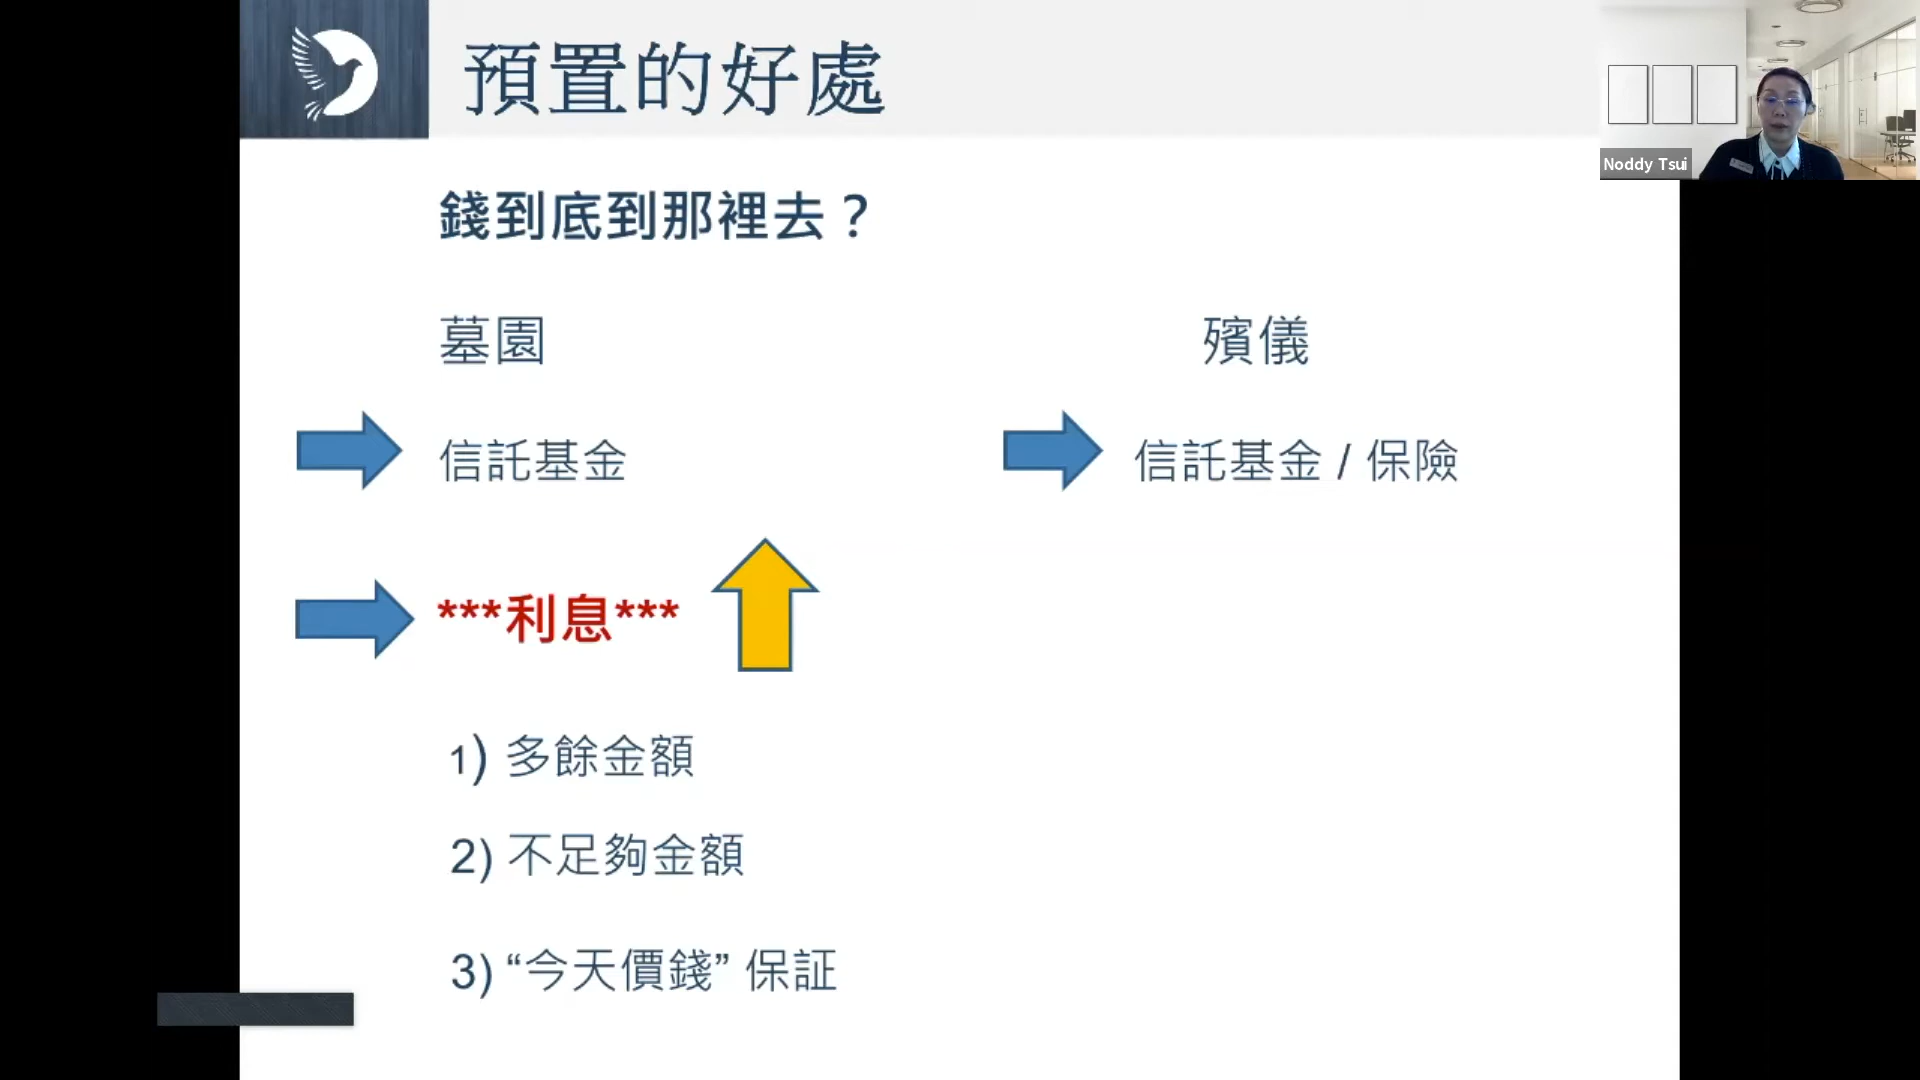 預置的好處
Noddy Tsui
錢到底到那裡去？
墓園
殯儀
信託基金
信託基金 / 保險
***利息***
1) 多餘金額
2) 不足夠金額
3) “今天價錢” 保証